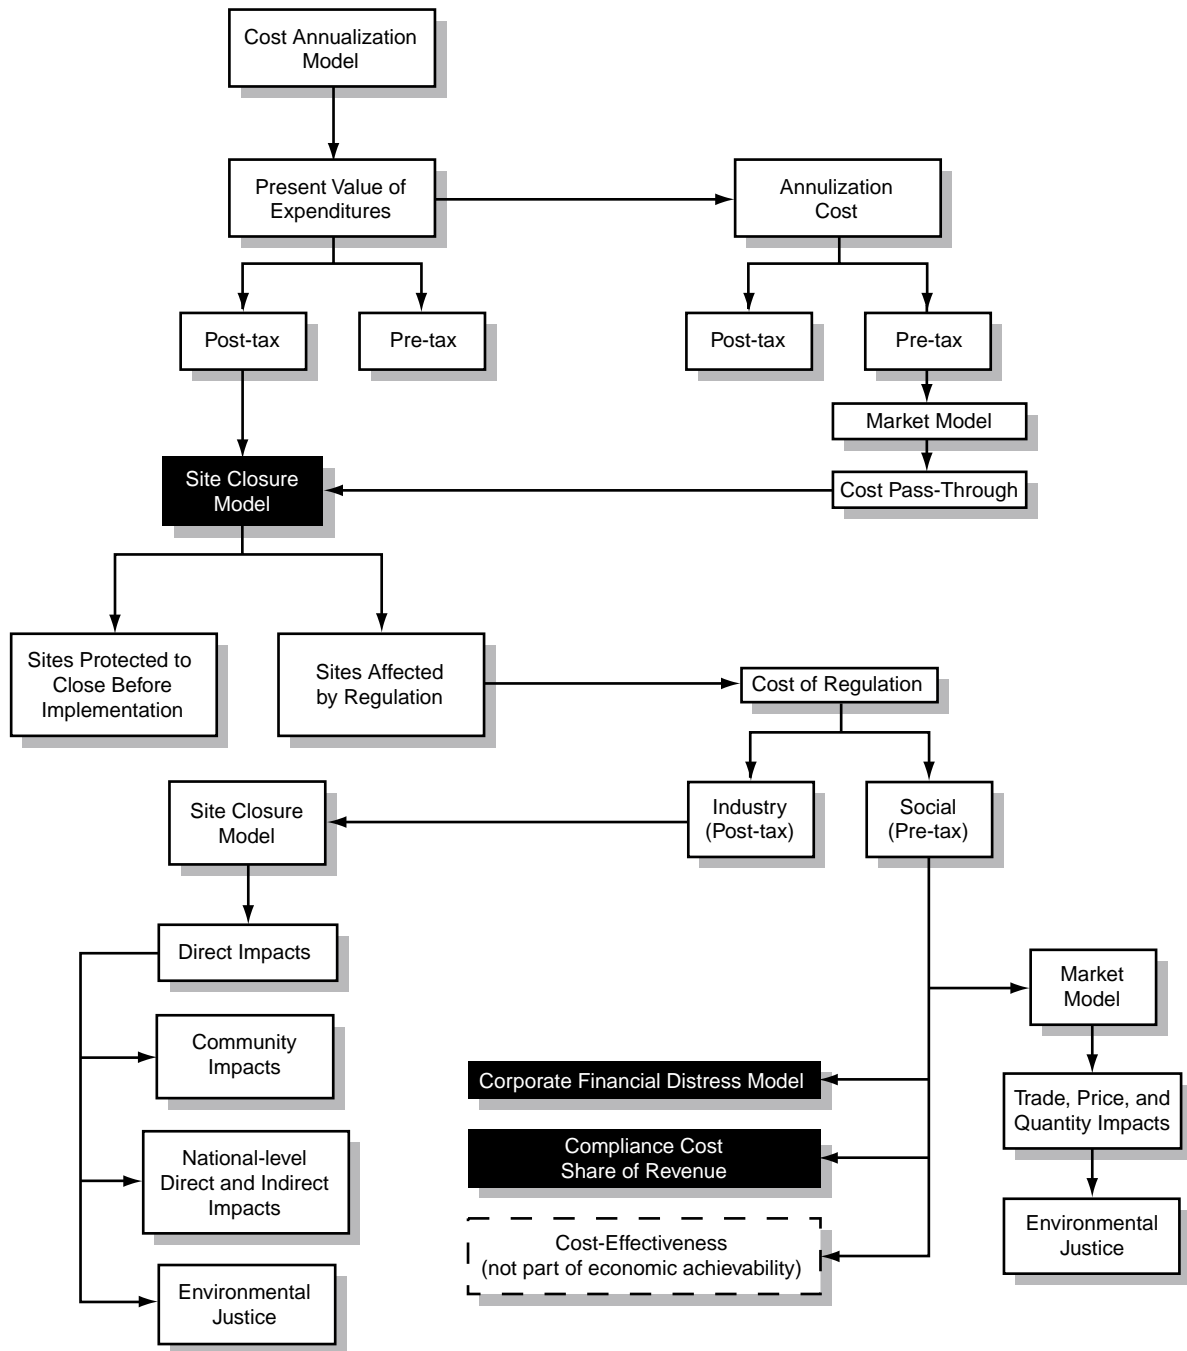 Cost Annualization
Model
Present Value of
Expenditures
Annulization
Cost
Post-tax
Pre-tax
Post-tax
Pre-tax
Market Model
Site Closure
Model
Cost Pass-Through
Sites Protected to
Close Before
Implementation
Sites Affected
by Regulation
Cost of Regulation
Site Closure
Model
Industry
(Post-tax)
Social
(Pre-tax)
Direct Impacts
Market
Model
Community
Impacts
Corporate Financial Distress Model
Trade, Price, and
Quantity Impacts
National-level
Direct and Indirect
Impacts
Compliance Cost
Share of Revenue
Environmental
Justice
Cost-Effectiveness
(not part of economic achievability)
Environmental
Justice